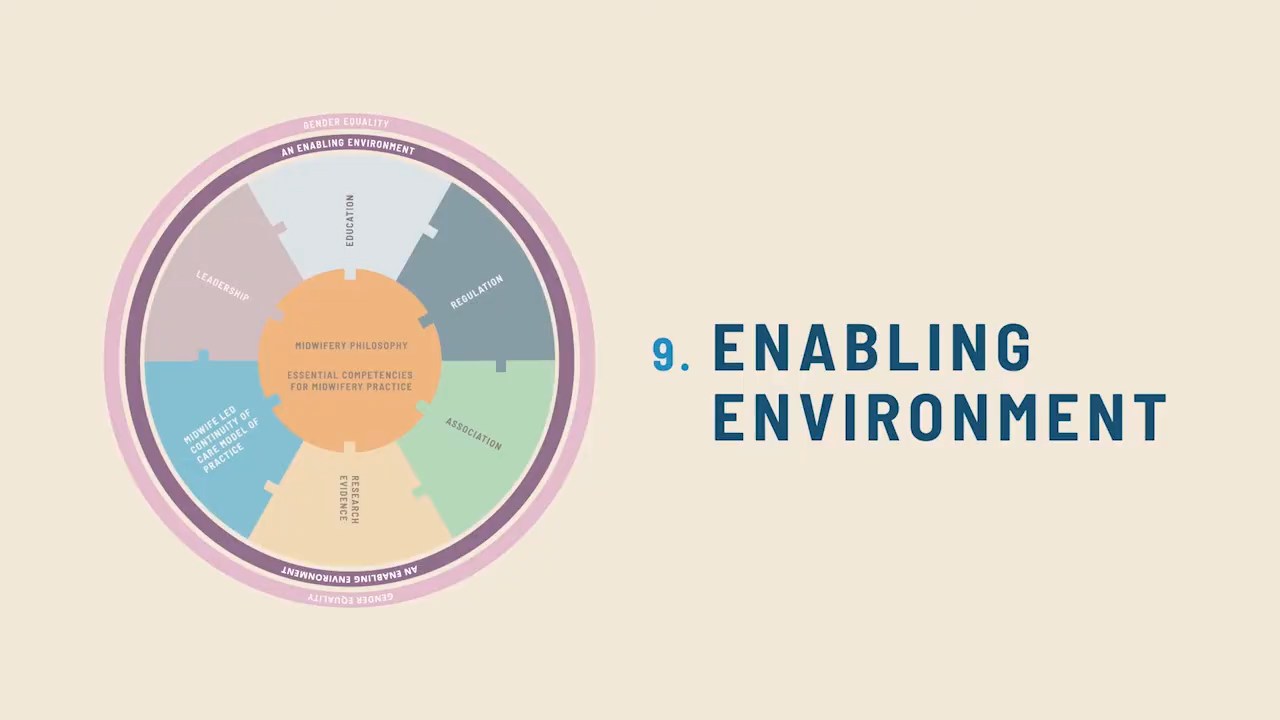 GENDER EQUALITY
AN ENABLING ENVIRONMENT
EDUCATION
LEADERSHIP
REGULATION
MIDWIFERY PHILOSOPHY
ESSENTIAL COMPETENCIES
FOR MIDWIFERY PRACTICE
MIDWIFE LED
CONTINUITY OF
CARE MODEL OF
PRACTICE
ASSOCIATION
RESEARCH
EVIDENCE
AN ENABLING ENVIRONMENT
GENDER EQUALITY
9. ENABLING
ENVIRONMENT